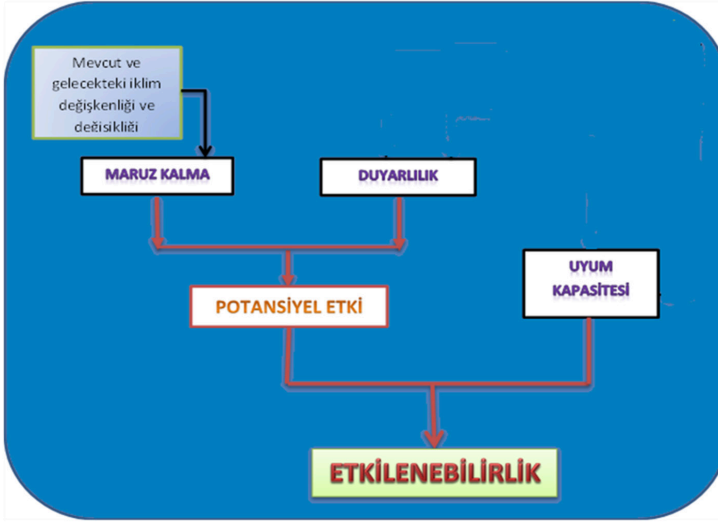 Mevcut ve
gelecekteki iklim
değişkenliği ve
değisikliği
MARUZ KALMA
DUYARLILIK
UYUM
KAPASİTESİ
POTANSİYEL ETKİ
ETKİLENEBİLİRLİK